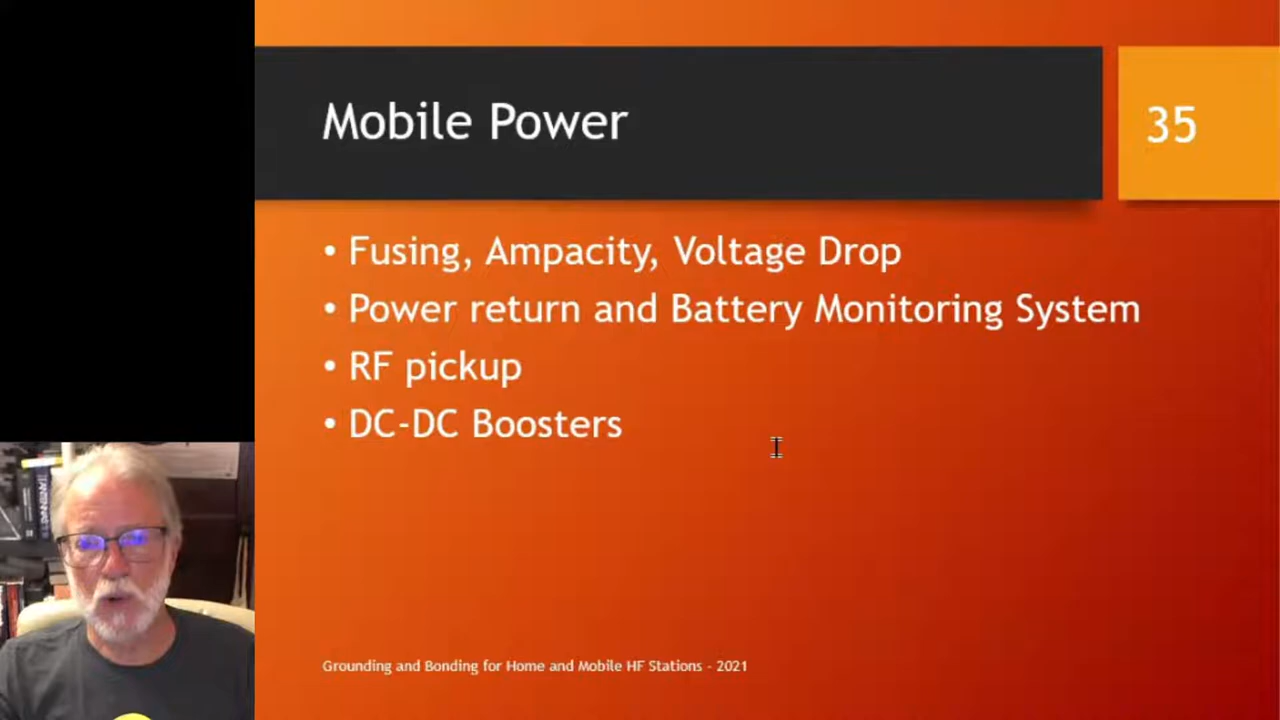 Mobile Power
35
• Fusing, Ampacity, Voltage Drop
• Power return and Battery Monitoring System
• RF pickup
• DC-DC Boosters
Grounding and Bonding for Home and Mobile HF Stations - 2021